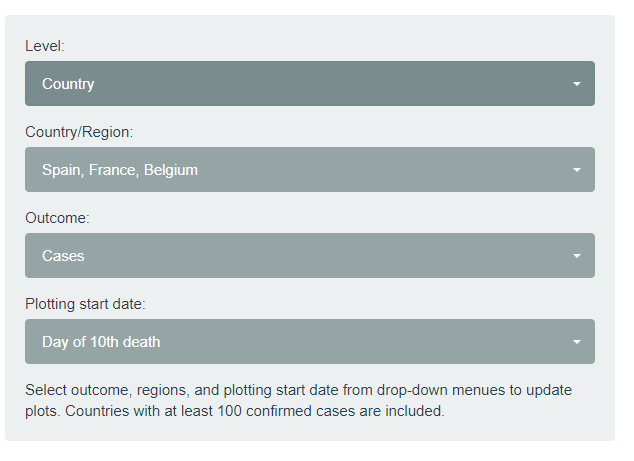 Level:
Country
Country/Region:
Spain, France, Belgium
Outcome:
Cases
Plotting start date:
Day of 10th death
Select outcome, regions, and plotting start date from drop-down menues to update
plots. Countries with at least 100 confirmed cases are included.